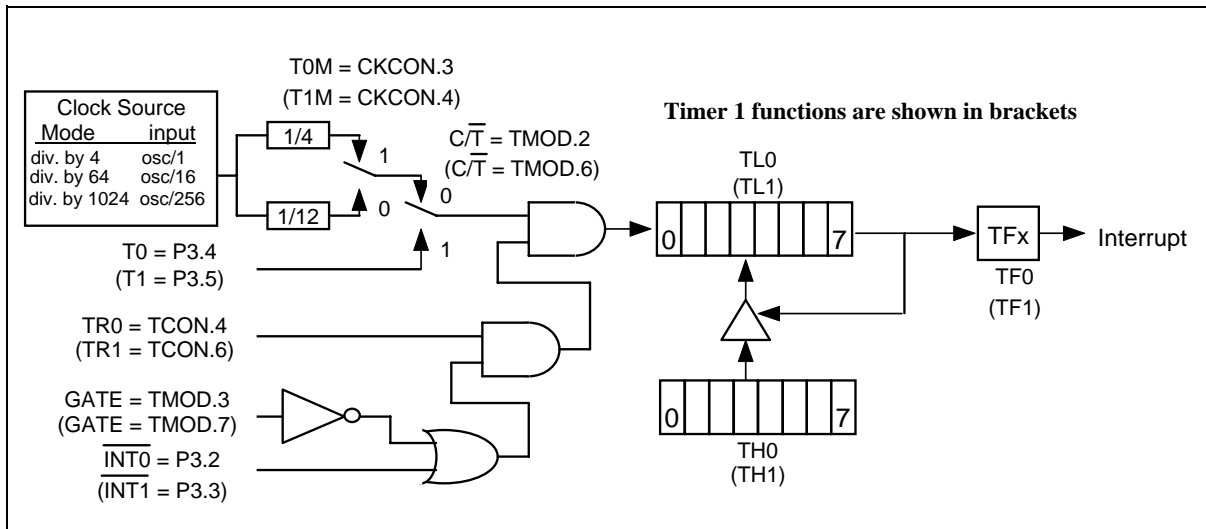 T0M = CKCON.3
(T1M = CKCON.4)
Clock Source
Mode input
div. by 4 osc/1
div. by 64 osc/16
div. by 1024 osc/256
1/4
1/12
1
0
C/T̅ = TMOD.2
(C/T̅ = TMOD.6)
0
1
Timer 1 functions are shown in brackets
TL0
(TL1)
0 7
TFx
Interrupt
TF0
(TF1)
T0 = P3.4
(T1 = P3.5)
TR0 = TCON.4
(TR1 = TCON.6)
GATE = TMOD.3
(GATE = TMOD.7)
I̅N̅T̅0̅ = P3.2
(I̅N̅T̅1̅ = P3.3)
0 7
TH0
(TH1)